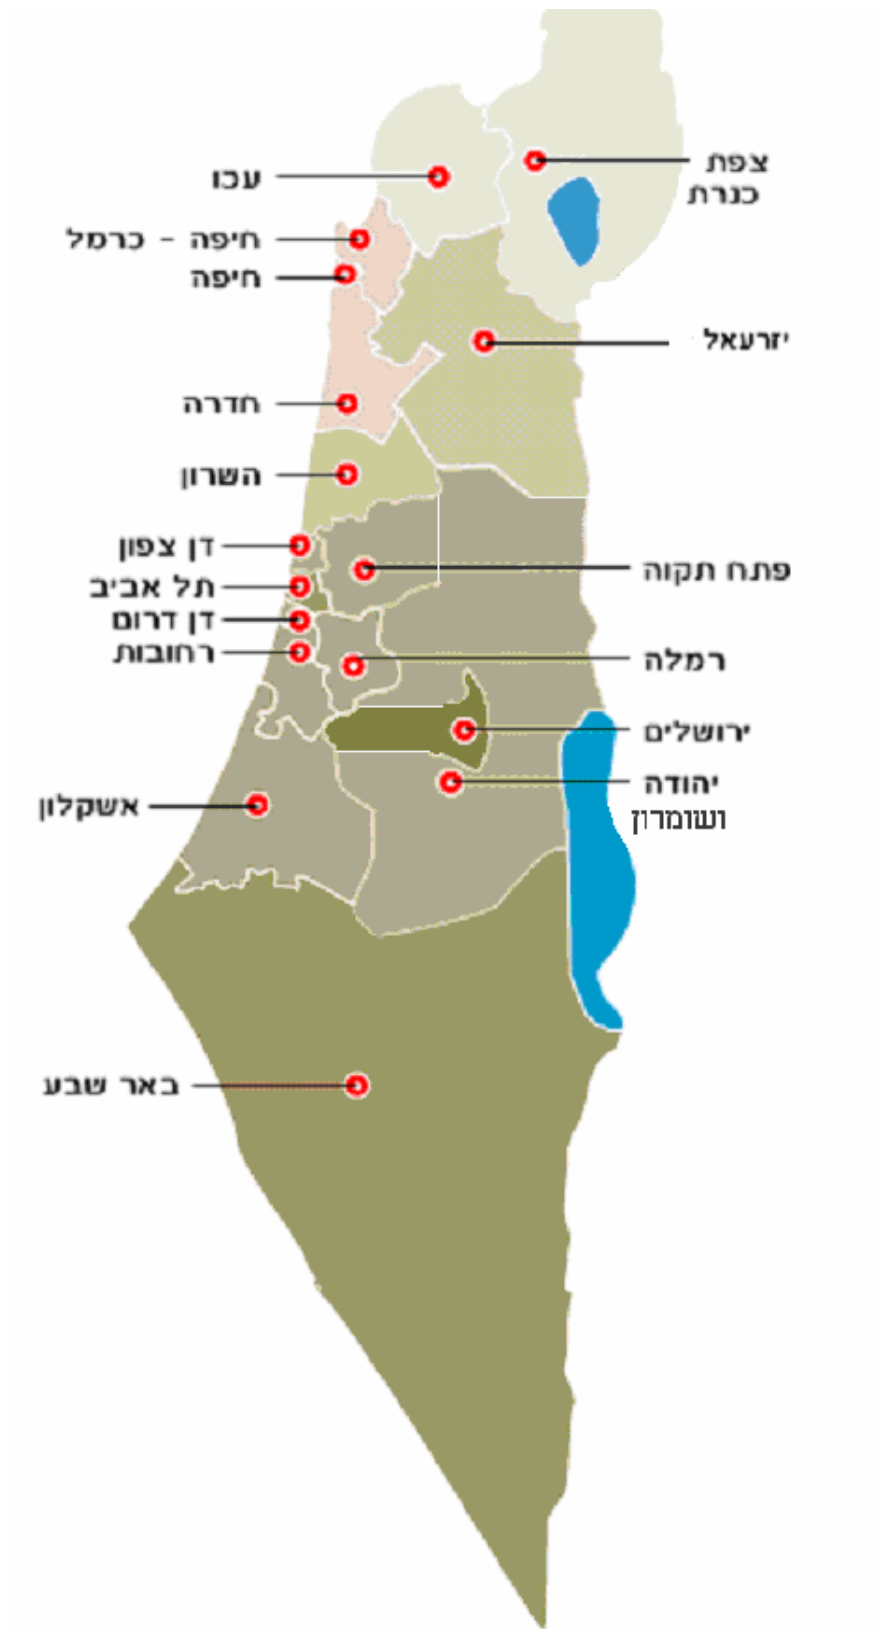 צפת
כנרת
עכו
חיפה - כרמל
חיפה
יזרעאל
חדרה
השרון
דן צפון
פתח תקוה
תל אביב
דן דרום
רחובות
רמלה
ירושלים
יהודה
ושומרון
אשקלון
באר שבע